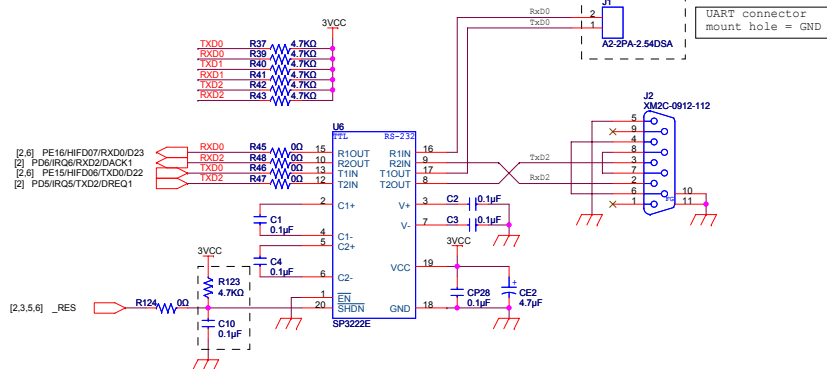 J1
RxD0
TxD0
2
1
A2-2PA-2.54DSA
UART connector
mount hole = GND
3VCC
TXD0 R37 4.7KΩ
RXD0 R39 4.7KΩ
TXD1 R40 4.7KΩ
RXD1 R41 4.7KΩ
TXD2 R42 4.7KΩ
RXD2 R43 4.7KΩ
J2
XM2C-0912-112
5
9
4
8
3
7
2
6
1
FG
10
11
U6
TTL RS-232
[2,6] PE16/HIFD07/RXD0/D23 RXD0 R45 0Ω 15 R1OUT R1IN 16
[2] PD6/IRQ6/RXD2/DACK1 RXD2 R48 0Ω 10 R2OUT R2IN 9 TxD2
[2,6] PE15/HIFD06/TXD0/D22 TXD0 R46 0Ω 13 T1IN T1OUT 17
[2] PD5/IRQ5/TXD2/DREQ1 TXD2 R47 0Ω 12 T2IN T2OUT 8 RxD2
2 C1+ V+ 3 C2 0.1µF
C1
0.1µF
4 C1- V- 7 C3 0.1µF
5 C2+
C4
0.1µF
6 C2-
3VCC
VCC 19
CP28
0.1µF
CE2
4.7µF
+
3VCC
R123
4.7KΩ
1 EN
[2,3,5,6] _RES R124 0Ω 20 SHDN GND 18
C10
0.1µF
SP3222E